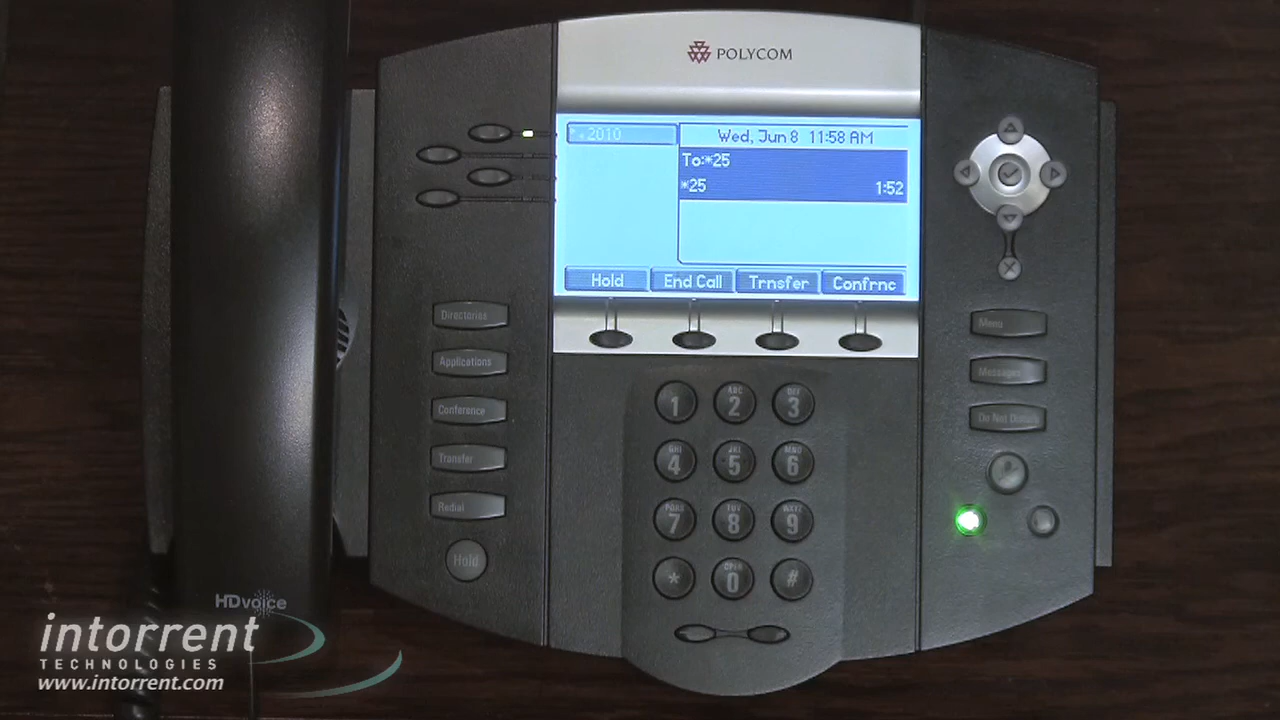 POLYCOM
2010
Wed, Jun 8 11:58 AM
To:*25
*25 1:52
Hold End Call Trnsfer Confrnc
Directories
Applications
Conference
Transfer
Redial
Hold
1
ABC
2
DEF
3
GHI
4
JKL
5
MNO
6
PQRS
7
TUV
8
WXYZ
9
*
OPER
0
#
Menu
Messages
Do Not Disturb
HDvoice
intorrent
TECHNOLOGIES
www.intorrent.com